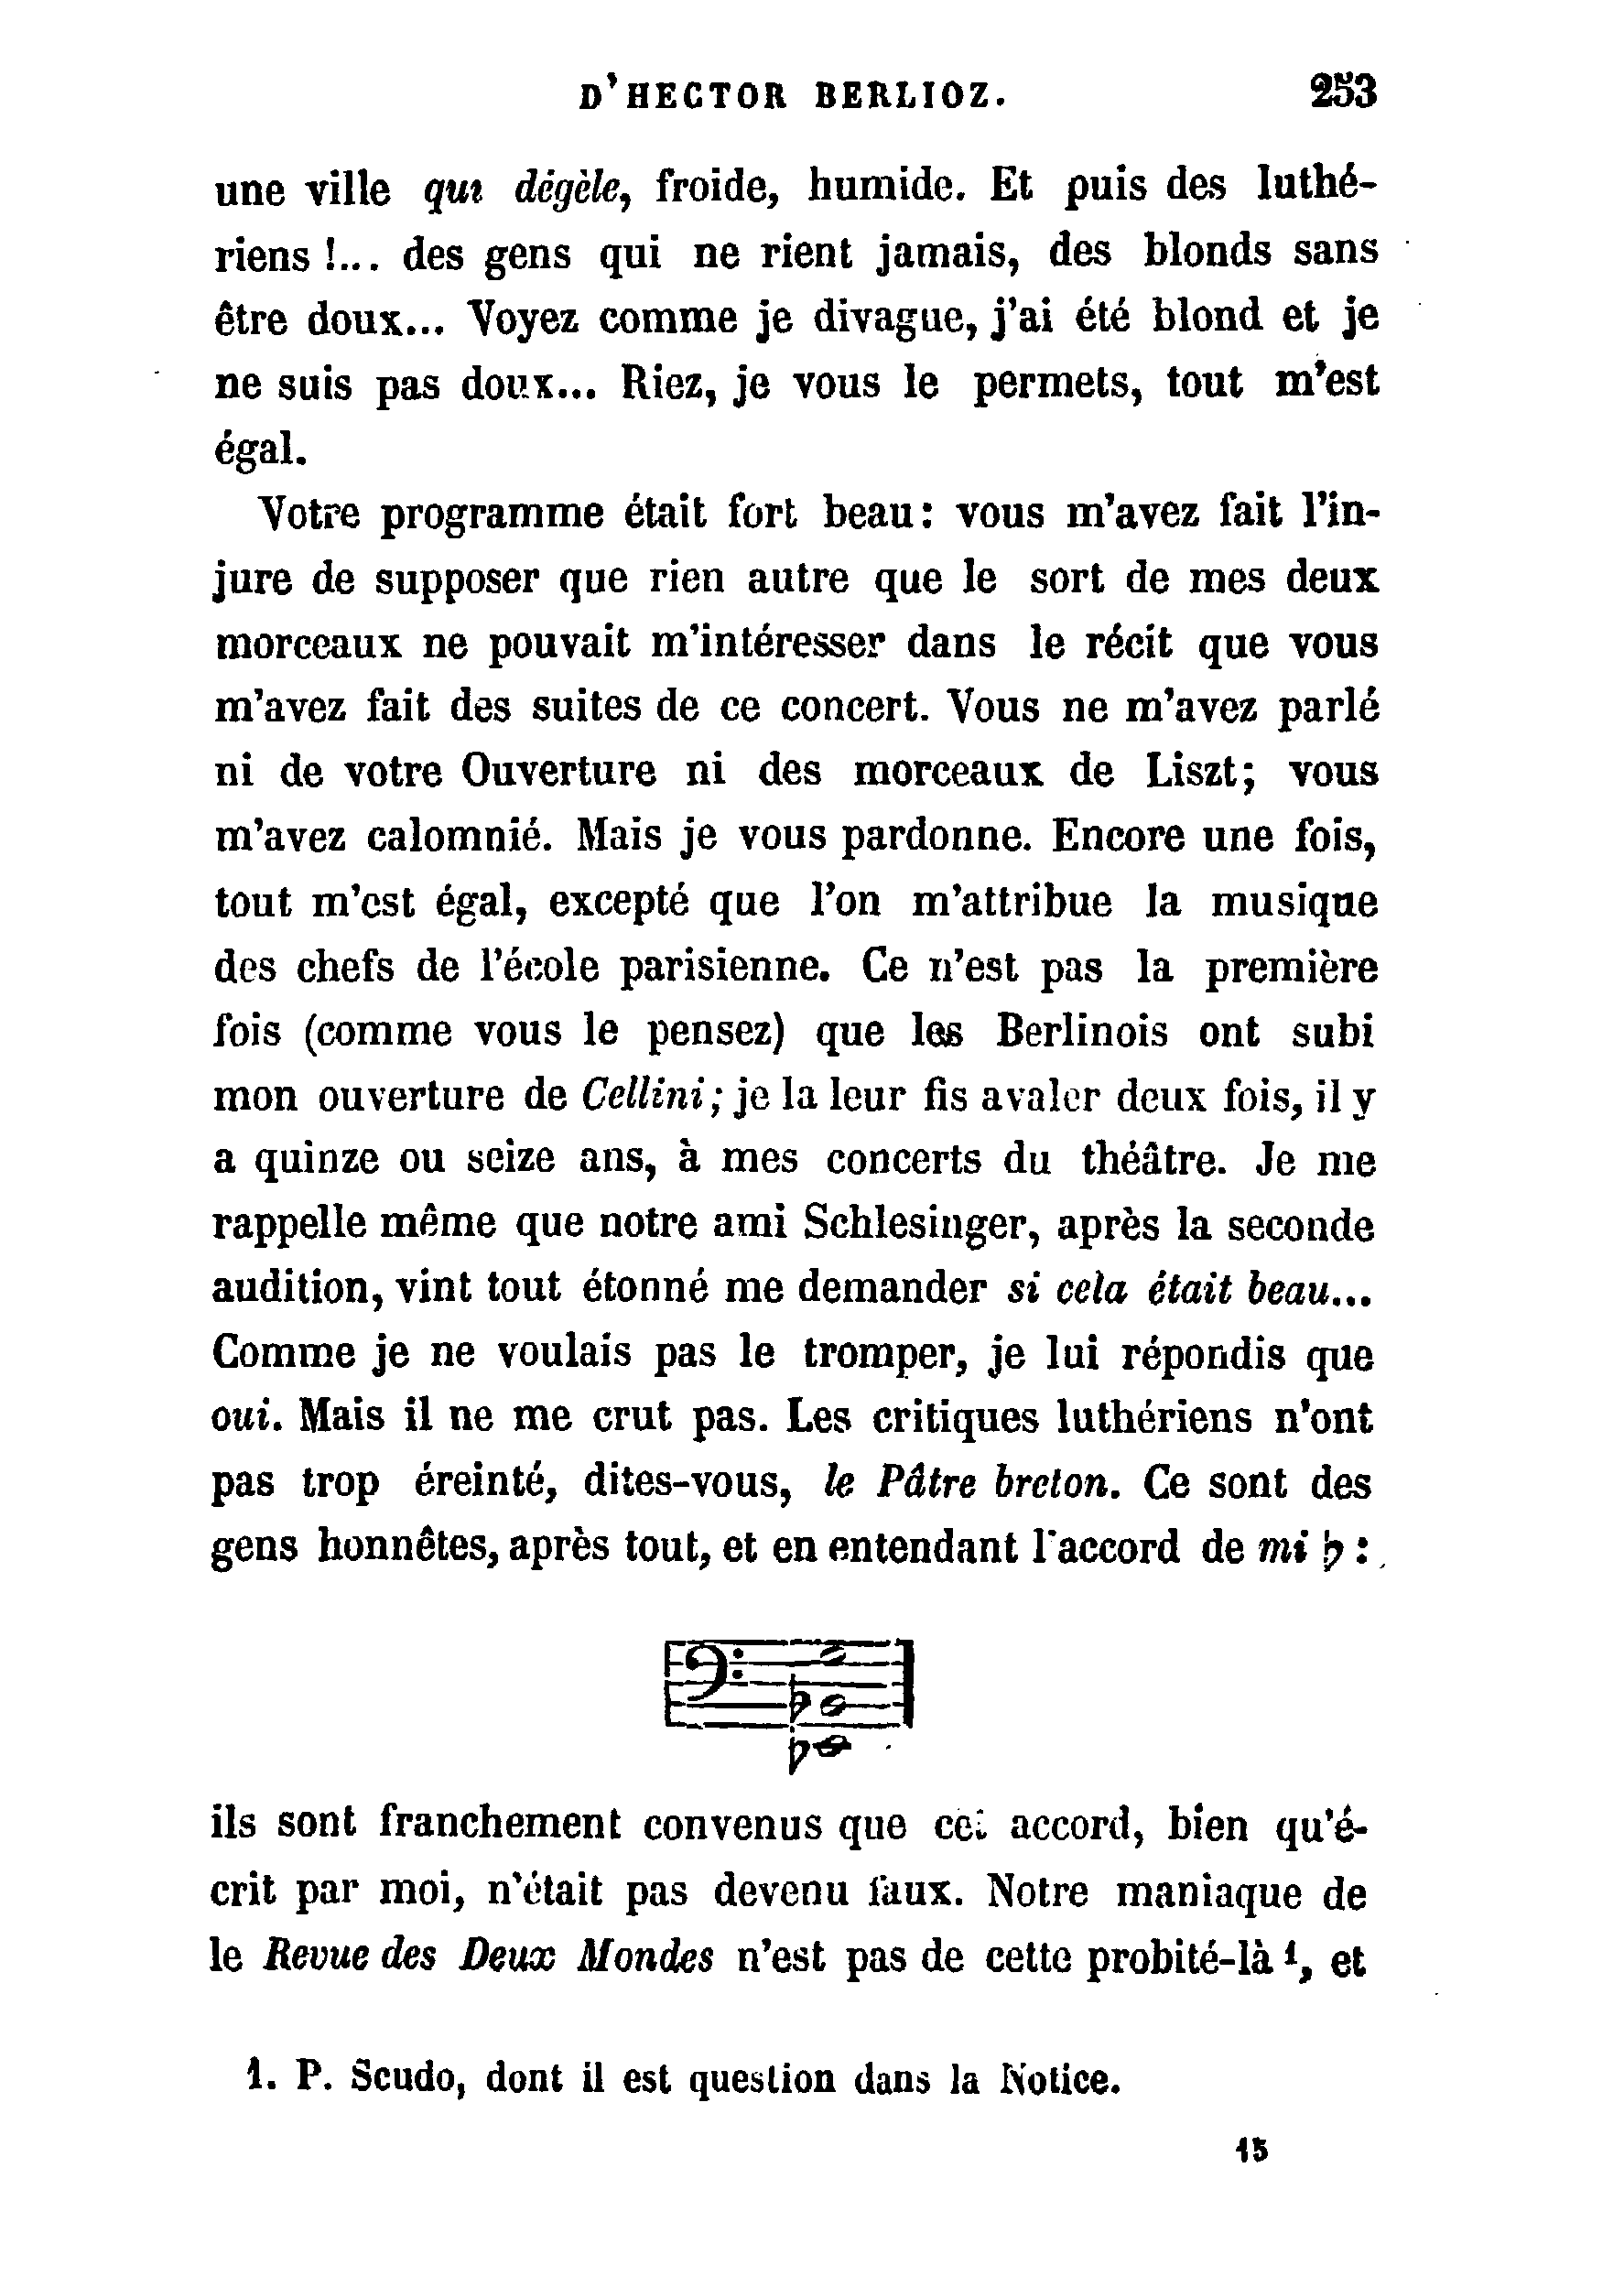 D'HECTOR BERLIOZ. 253
une ville qui dégèle, froide, humide. Et puis des luthé-
riens !... des gens qui ne rient jamais, des blonds sans
être doux... Voyez comme je divague, j'ai été blond et je
ne suis pas doux... Riez, je vous le permets, tout m'est
égal.
Votre programme était fort beau: vous m'avez fait l'in-
jure de supposer que rien autre que le sort de mes deux
morceaux ne pouvait m'intéresser dans le récit que vous
m'avez fait des suites de ce concert. Vous ne m'avez parlé
ni de votre Ouverture ni des morceaux de Liszt; vous
m'avez calomnié. Mais je vous pardonne. Encore une fois,
tout m'est égal, excepté que l'on m'attribue la musique
des chefs de l'école parisienne. Ce n'est pas la première
fois (comme vous le pensez) que les Berlinois ont subi
mon ouverture de Cellini; je la leur fis avaler deux fois, il y
a quinze ou seize ans, à mes concerts du théâtre. Je me
rappelle même que notre ami Schlesinger, après la seconde
audition, vint tout étonné me demander si cela était beau...
Comme je ne voulais pas le tromper, je lui répondis que
oui. Mais il ne me crut pas. Les critiques luthériens n'ont
pas trop éreinté, dites-vous, le Pâtre breton. Ce sont des
gens honnêtes, après tout, et en entendant l'accord de mi ♭ :
ils sont franchement convenus que cet accord, bien qu'é-
crit par moi, n'était pas devenu faux. Notre maniaque de
le Revue des Deux Mondes n'est pas de cette probité-là ¹, et
1. P. Scudo, dont il est question dans la Notice.
15